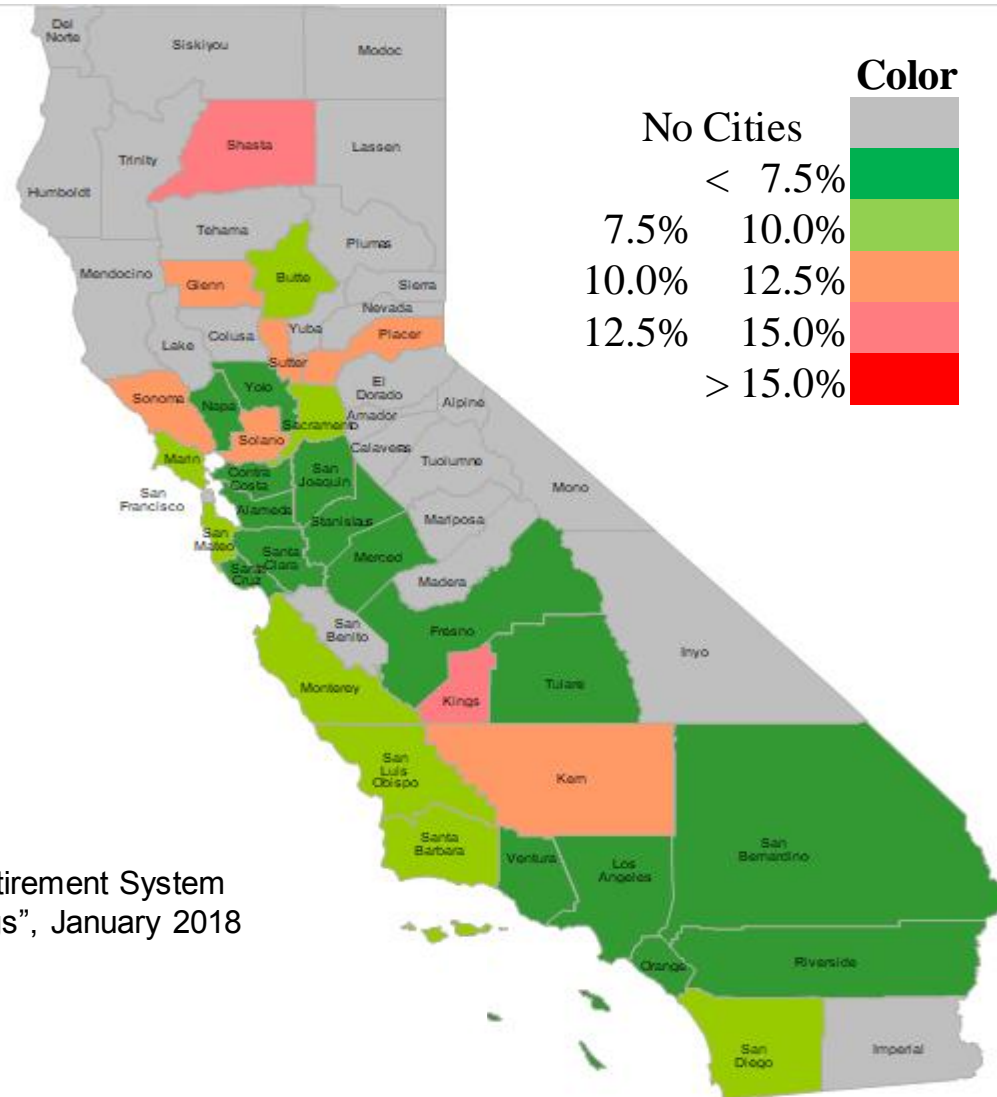 Del
Norte
Siskiyou
Modoc
Color
No Cities
< 7.5%
7.5% 10.0%
10.0% 12.5%
12.5% 15.0%
> 15.0%
Shasta
Lassen
Trinity
Humboldt
Tehama
Plumas
Mendocino
Glenn
Butte
Sierra
Nevada
Lake
Colusa
Yuba
Placer
Sutter
Sonoma
Napa
Yolo
El
Dorado
Alpine
Sacramento
Amador
Solano
Calaveras
Marin
Contra
Costa
San
Joaquin
Tuolumne
San
Francisco
Mono
Alameda
Stanislaus
Mariposa
San
Mateo
Santa
Clara
Merced
Santa
Cruz
Madera
San
Benito
Fresno
Inyo
Monterey
Kings
Tulare
San
Luis
Obispo
Kern
Santa
Barbara
Ventura
Los
Angeles
San
Bernardino
tirement System
s”, January 2018
Orange
Riverside
San
Diego
Imperial